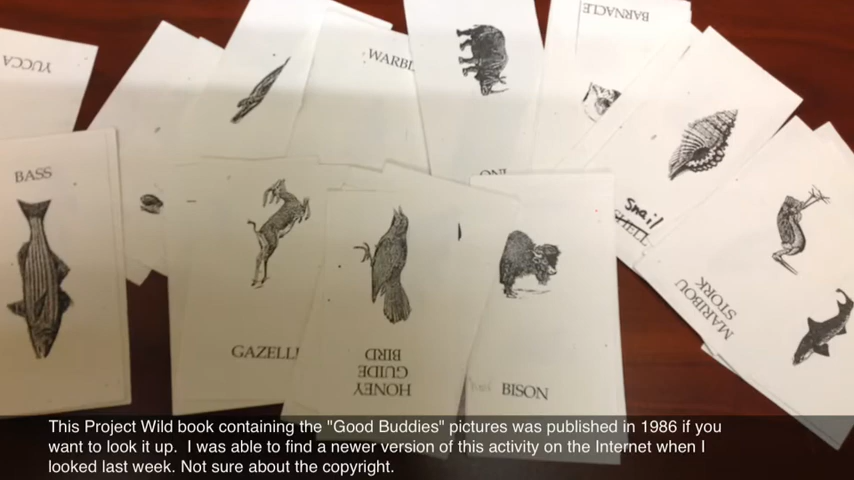 YUCCA
WARBL
BARNACLE
BASS
Snail
MARIBOU
STORK
GAZELL
HONEY
GUIDE
BIRD
BISON
This Project Wild book containing the "Good Buddies" pictures was published in 1986 if you
want to look it up. I was able to find a newer version of this activity on the Internet when I
looked last week. Not sure about the copyright.